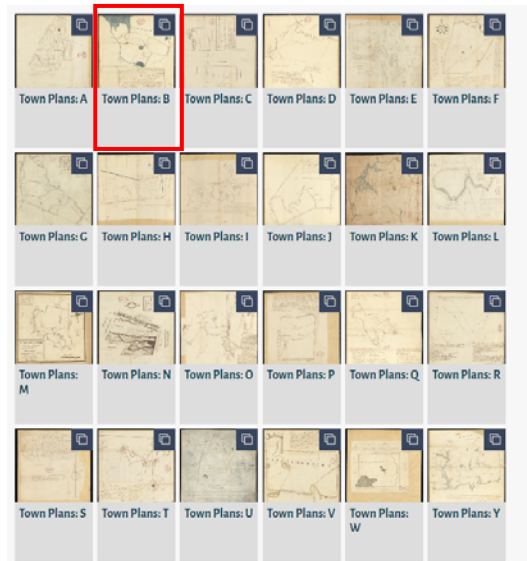 Town Plans: A
Town Plans: B
Town Plans: C
Town Plans: D
Town Plans: E
Town Plans: F
Town Plans: G
Town Plans: H
Town Plans: I
Town Plans: J
Town Plans: K
Town Plans: L
Town Plans:
M
Town Plans: N
Town Plans: O
Town Plans: P
Town Plans: Q
Town Plans: R
Town Plans: S
Town Plans: T
Town Plans: U
Town Plans: V
Town Plans:
W
Town Plans: Y